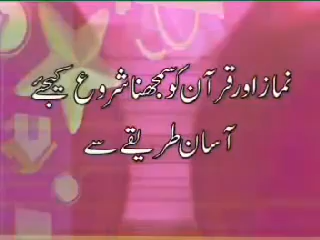 نماز اور قرآن کو سمجھنا شروع کیجئے
آسان طریقے سے